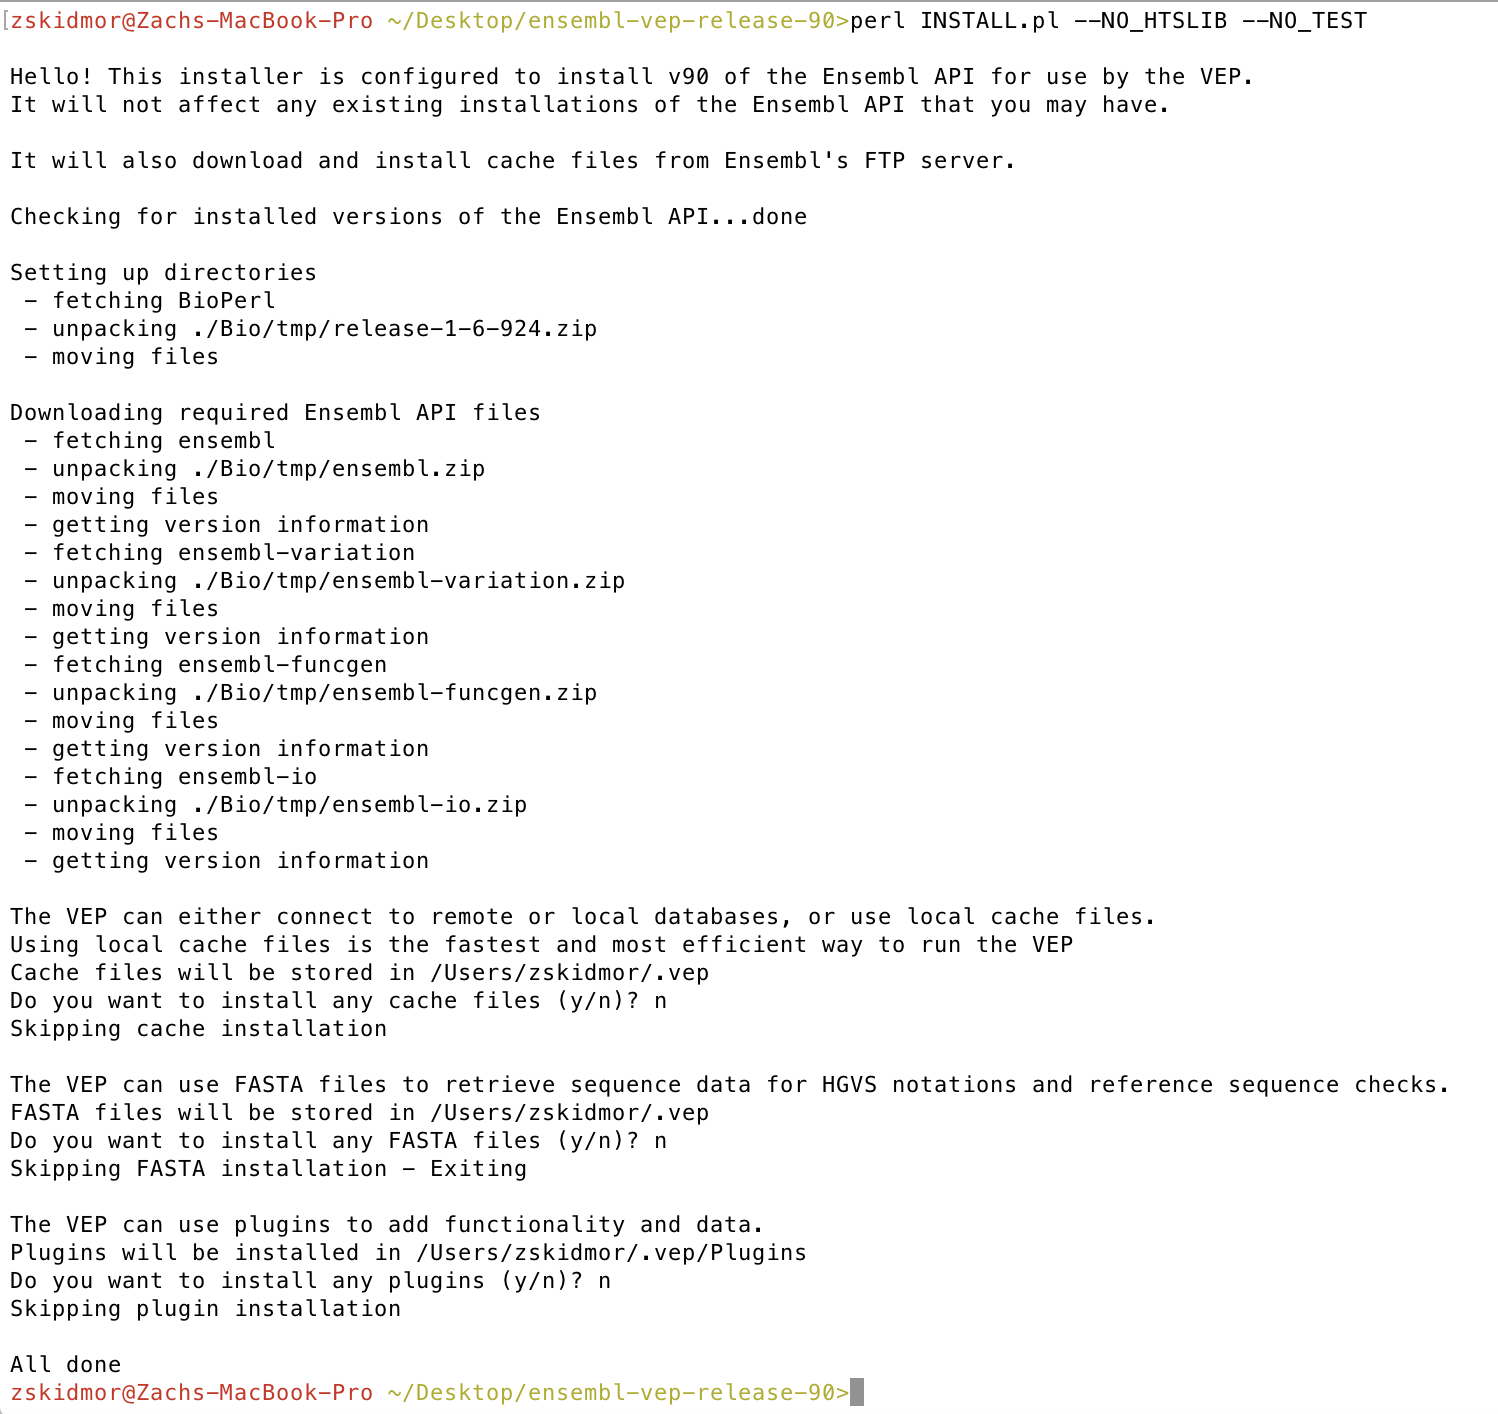 zskidmor@Zachs-MacBook-Pro ~/Desktop/ensembl-vep-release-90>perl INSTALL.pl --NO_HTSLIB --NO_TEST
Hello! This installer is configured to install v90 of the Ensembl API for use by the VEP.
It will not affect any existing installations of the Ensembl API that you may have.
It will also download and install cache files from Ensembl's FTP server.
Checking for installed versions of the Ensembl API...done
Setting up directories
 - fetching BioPerl
 - unpacking ./Bio/tmp/release-1-6-924.zip
 - moving files
Downloading required Ensembl API files
 - fetching ensembl
 - unpacking ./Bio/tmp/ensembl.zip
 - moving files
 - getting version information
 - fetching ensembl-variation
 - unpacking ./Bio/tmp/ensembl-variation.zip
 - moving files
 - getting version information
 - fetching ensembl-funcgen
 - unpacking ./Bio/tmp/ensembl-funcgen.zip
 - moving files
 - getting version information
 - fetching ensembl-io
 - unpacking ./Bio/tmp/ensembl-io.zip
 - moving files
 - getting version information
The VEP can either connect to remote or local databases, or use local cache files.
Using local cache files is the fastest and most efficient way to run the VEP
Cache files will be stored in /Users/zskidmor/.vep
Do you want to install any cache files (y/n)? n
Skipping cache installation
The VEP can use FASTA files to retrieve sequence data for HGVS notations and reference sequence checks.
FASTA files will be stored in /Users/zskidmor/.vep
Do you want to install any FASTA files (y/n)? n
Skipping FASTA installation - Exiting
The VEP can use plugins to add functionality and data.
Plugins will be installed in /Users/zskidmor/.vep/Plugins
Do you want to install any plugins (y/n)? n
Skipping plugin installation
All done
zskidmor@Zachs-MacBook-Pro ~/Desktop/ensembl-vep-release-90>